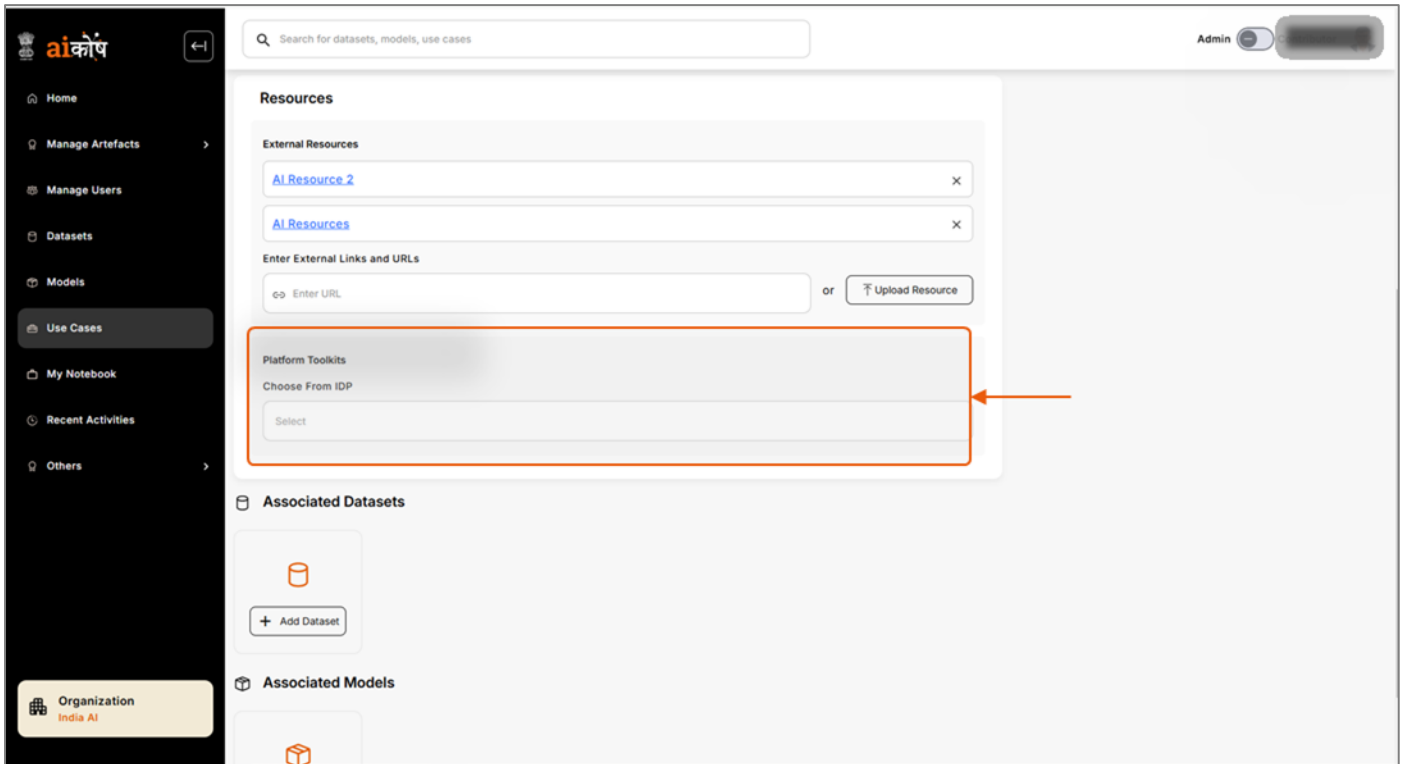 aiकोष
Search for datasets, models, use cases
Admin
Home
Manage Artefacts
Manage Users
Datasets
Models
Use Cases
My Notebook
Recent Activities
Others
Organization
India AI
Resources
External Resources
AI Resource 2
AI Resources
Enter External Links and URLs
Enter URL
or
Upload Resource
Platform Toolkits
Choose From IDP
Select
Associated Datasets
+ Add Dataset
Associated Models